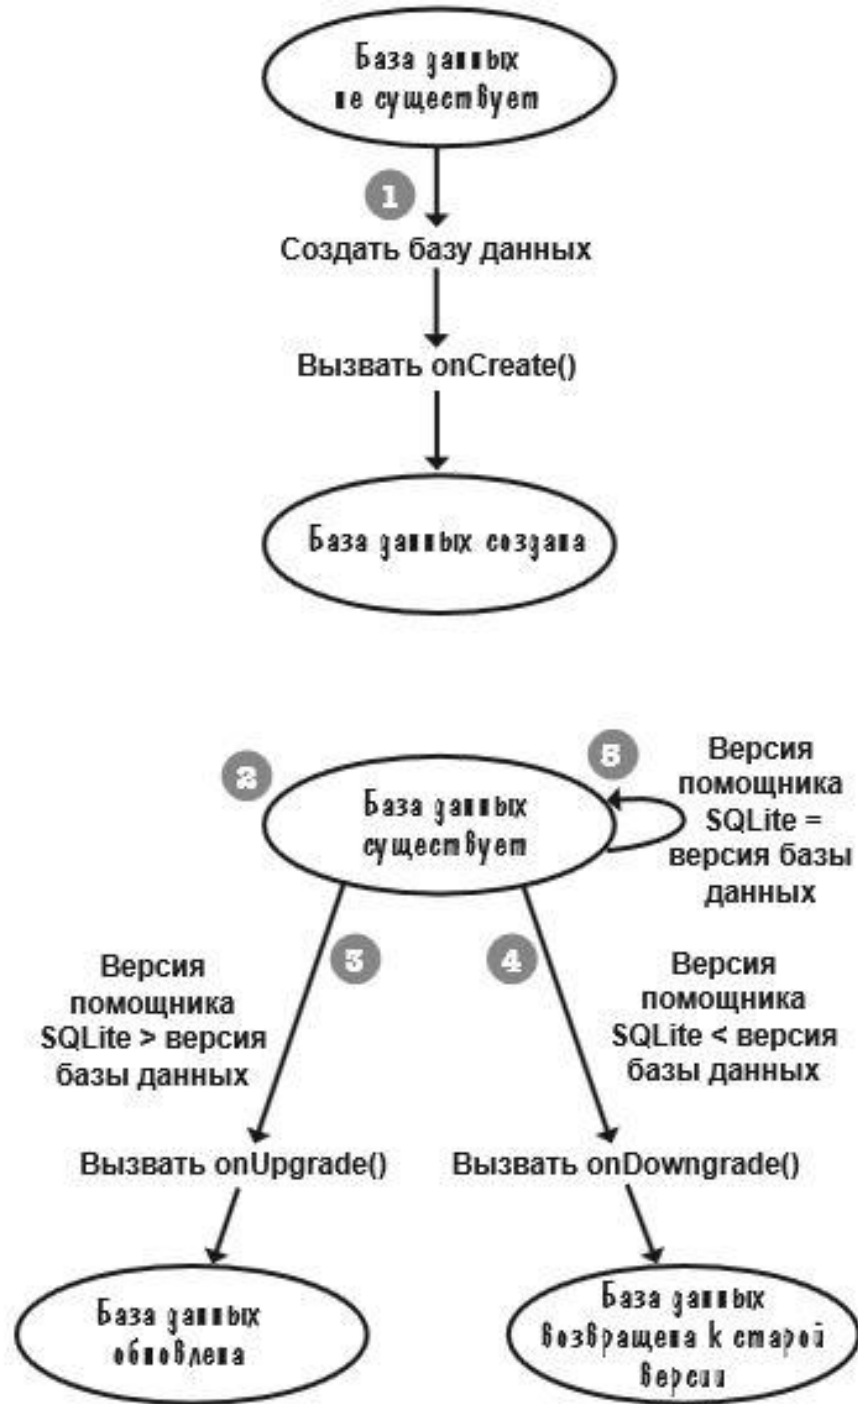 База данных
не существует
1
Создать базу данных
Вызвать onCreate()
База данных создана
2
База данных
существует
5
Версия
помощника
SQLite =
версия базы
данных
3
Версия
помощника
SQLite > версия
базы данных
4
Версия
помощника
SQLite < версия
базы данных
Вызвать onUpgrade()
Вызвать onDowngrade()
База данных
обновлена
База данных
возвращена к старой
версии